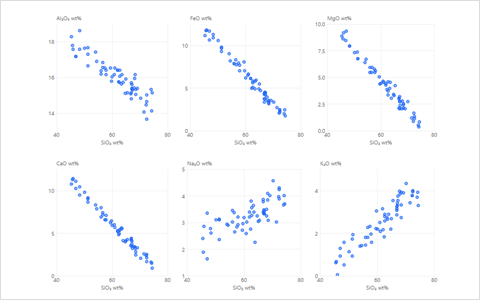 Al₂O₃ wt%
18
16
14
40 60 80
SiO₂ wt%
FeO wt%
10
5
0
40 60 80
SiO₂ wt%
MgO wt%
10.0
7.5
5.0
2.5
0.0
40 60 80
SiO₂ wt%
CaO wt%
10
5
0
40 60 80
SiO₂ wt%
Na₂O wt%
5
4
3
2
1
40 60 80
SiO₂ wt%
K₂O wt%
4
2
0
40 60 80
SiO₂ wt%